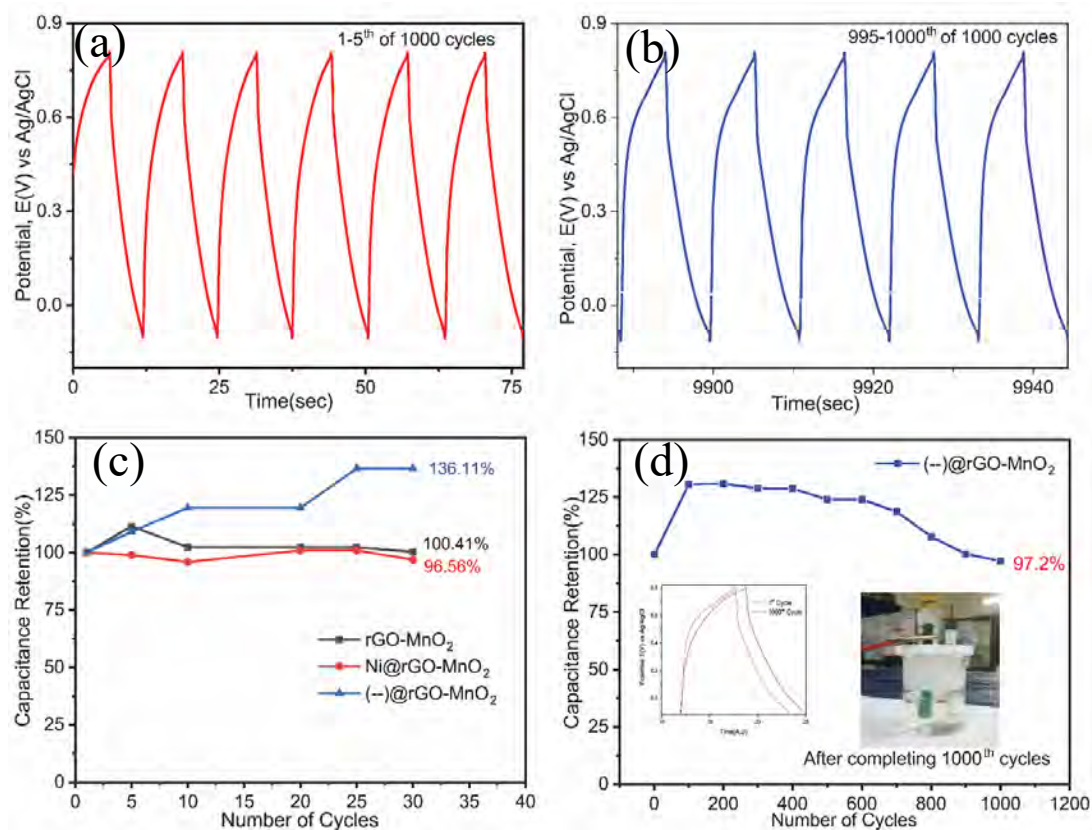 (a)
1-5th of 1000 cycles
Potential, E(V) vs Ag/AgCl
0.9
0.6
0.3
0.0
0
25
50
75
Time(sec)
(b)
995-1000th of 1000 cycles
Potential, E(V) vs Ag/AgCl
0.9
0.6
0.3
0.0
9900
9920
9940
Time(sec)
(c)
Capacitance Retention(%)
150
125
100
75
50
25
0
136.11%
100.41%
96.56%
rGO-MnO₂
Ni@rGO-MnO₂
(--)@rGO-MnO₂
0 5 10 15 20 25 30 35 40
Number of Cycles
(d)
Capacitance Retention(%)
150
125
100
75
50
25
0
(--)@rGO-MnO₂
97.2%
1st Cycle
1000th Cycle
After completing 1000th cycles
0 200 400 600 800 1000 1200
Number of Cycles